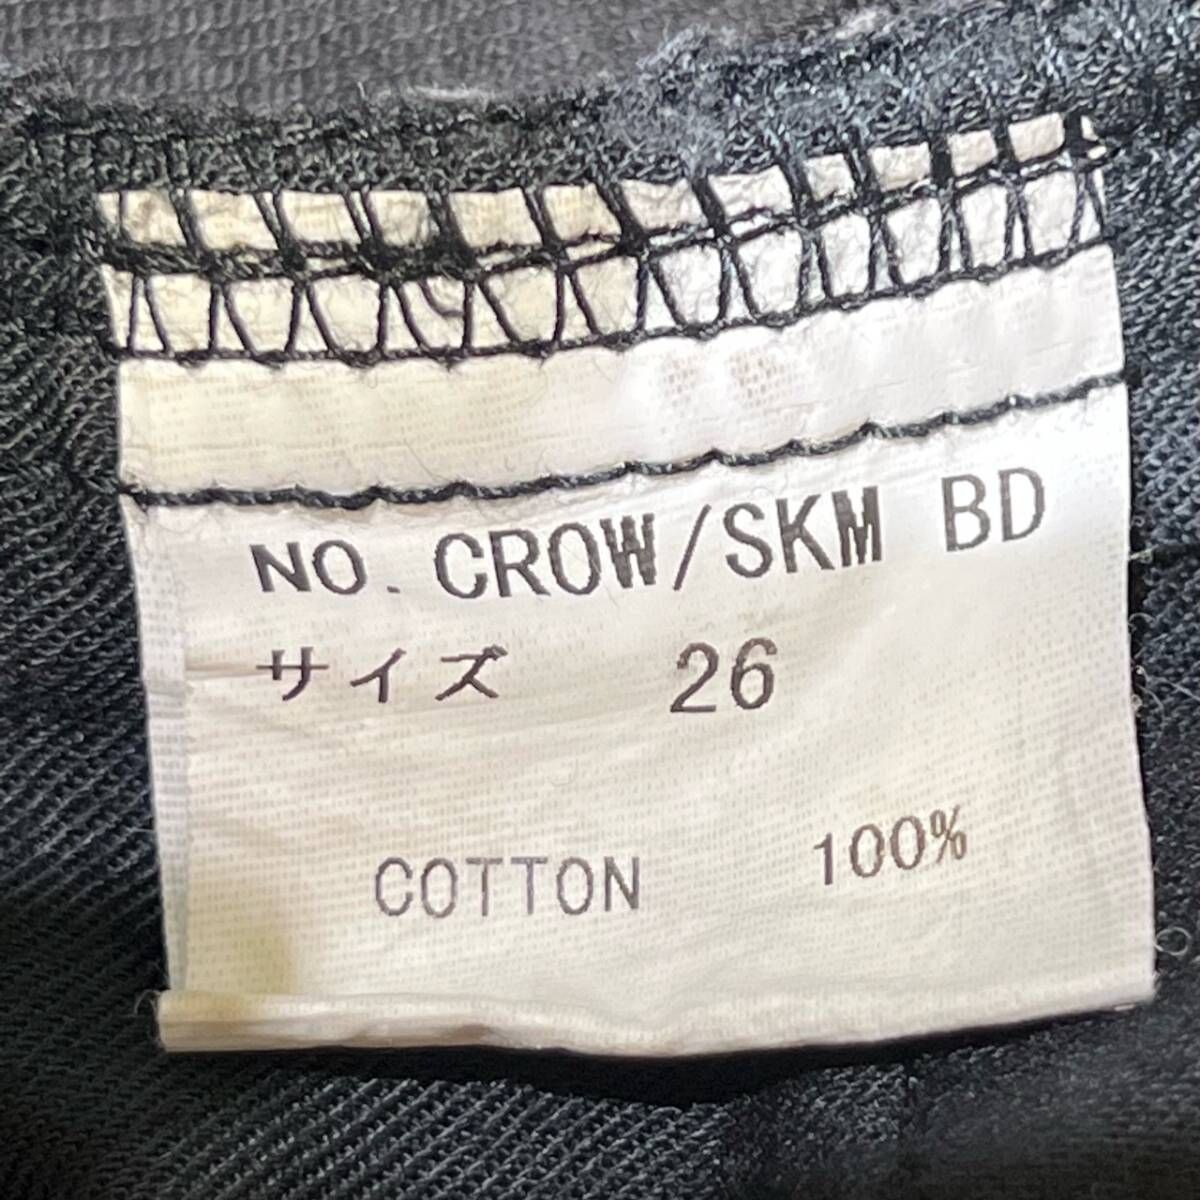 NO. CROW/SKM BD
サイズ 26
COTTON 100%